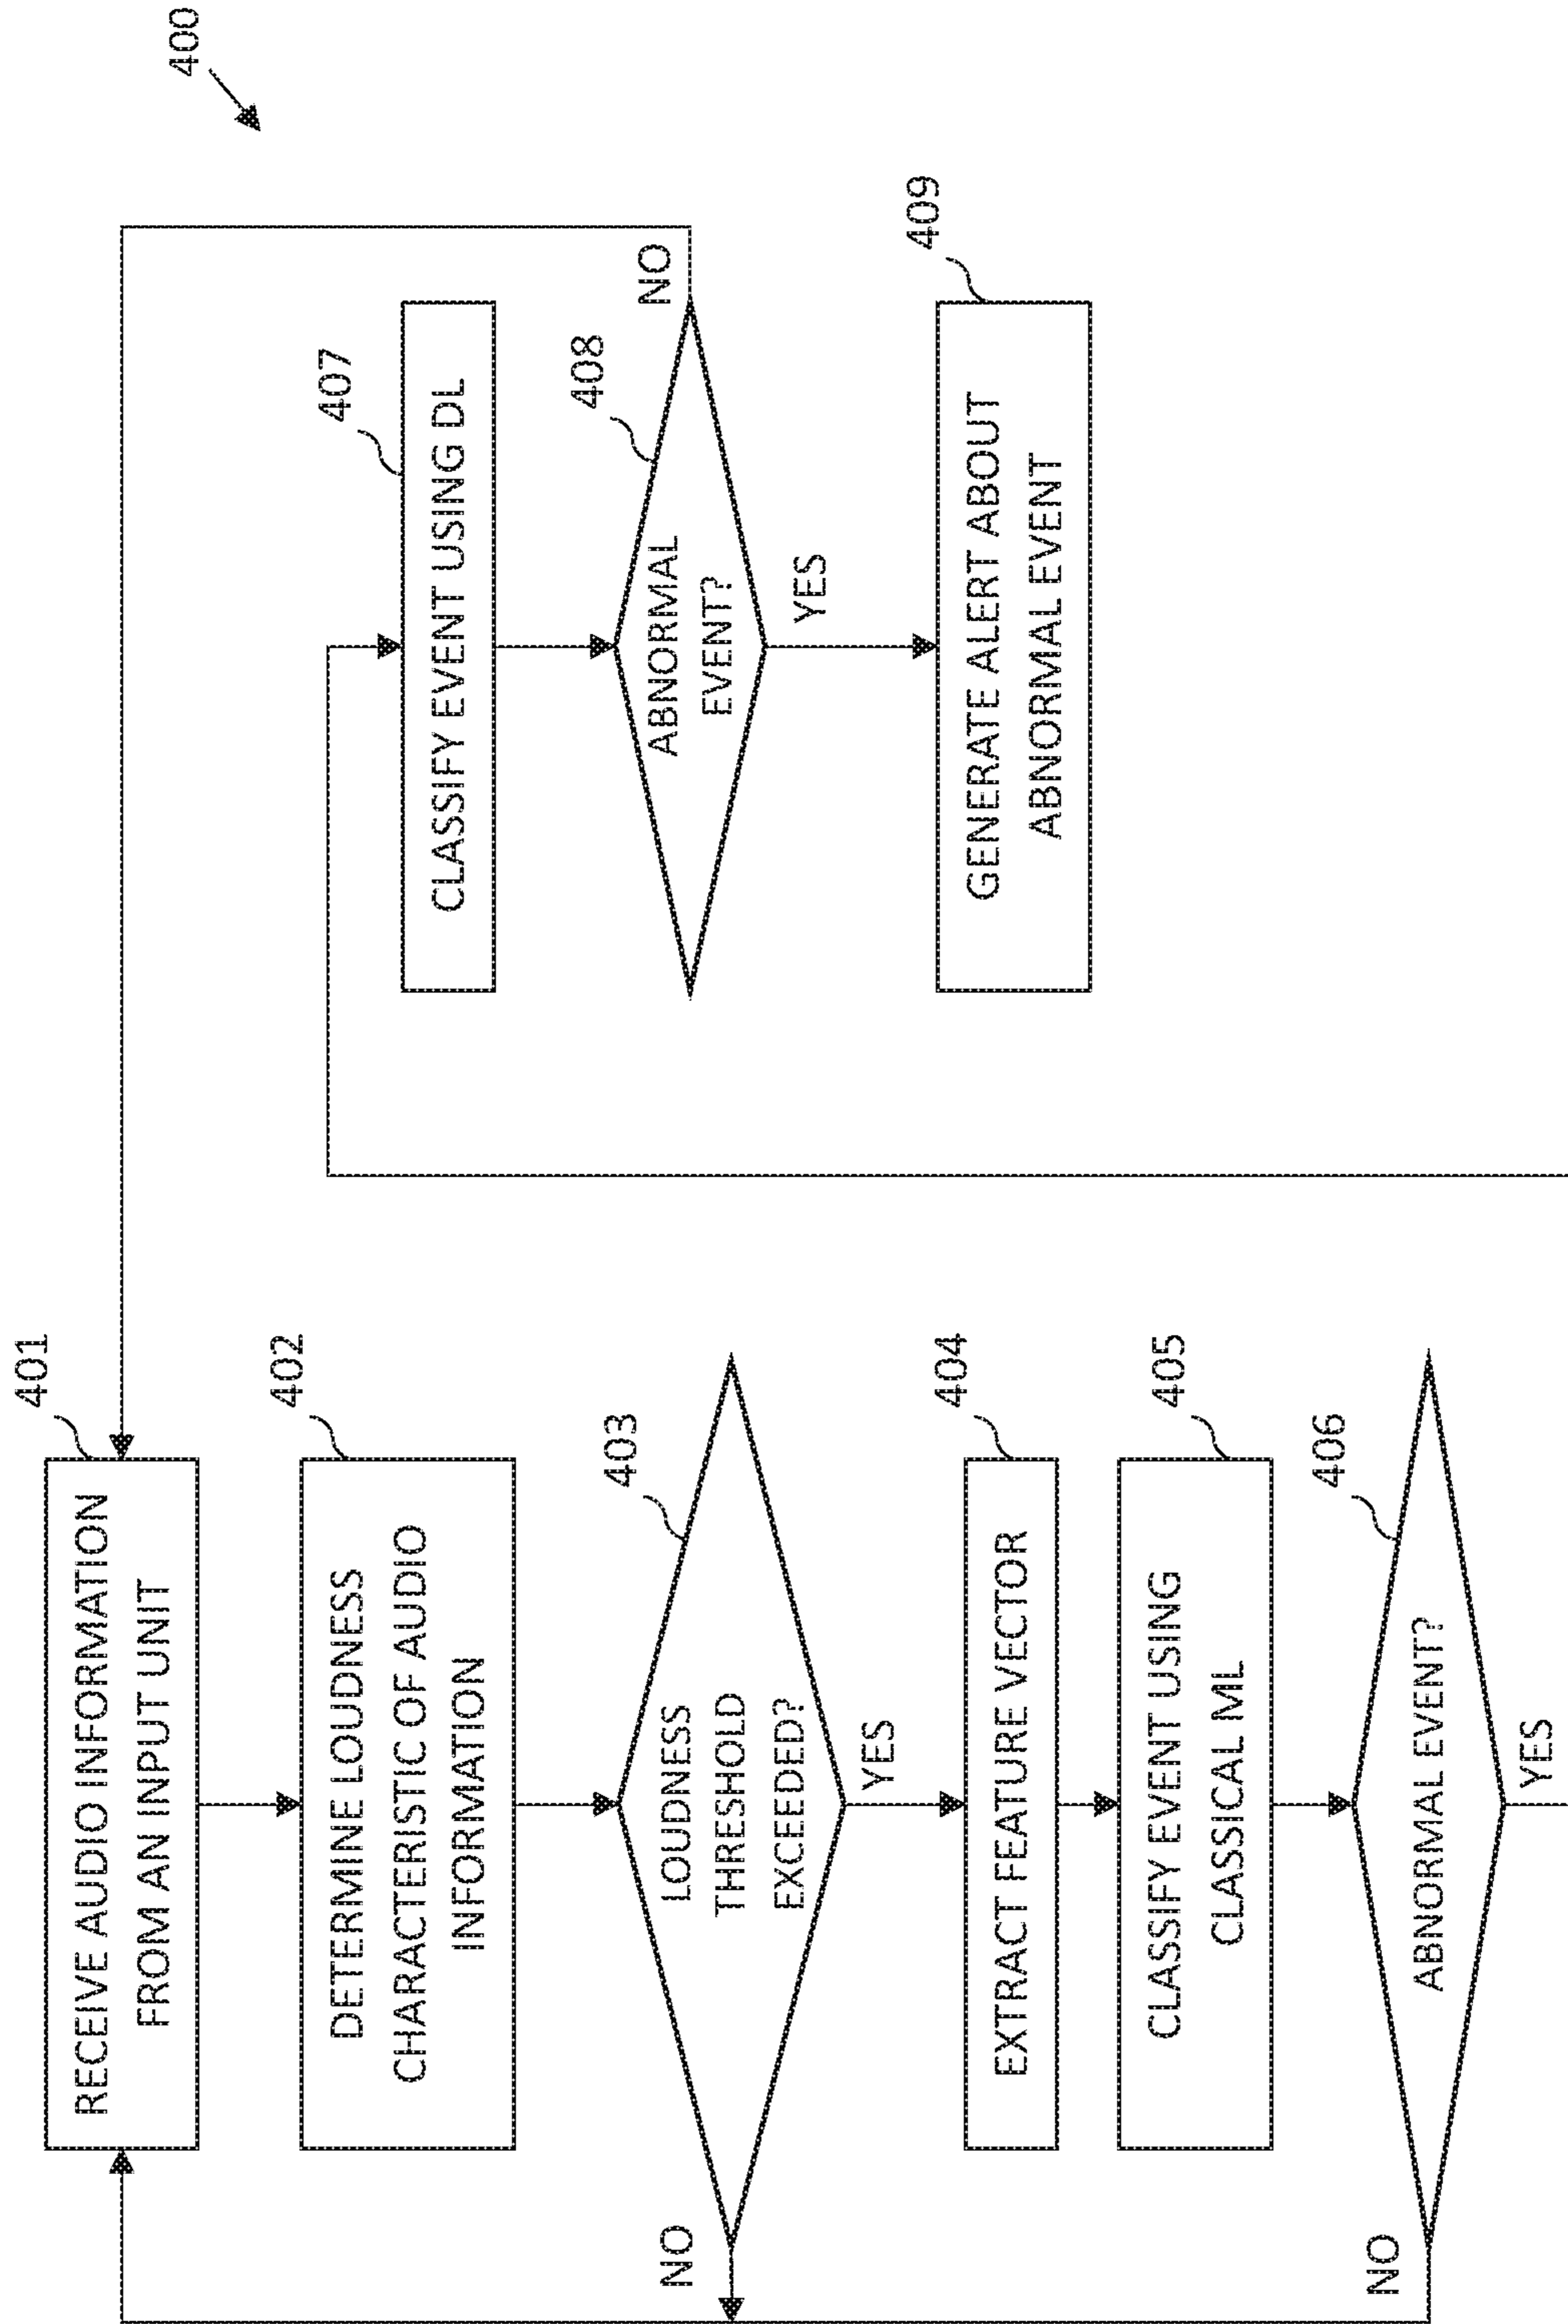 400
401
RECEIVE AUDIO INFORMATION
FROM AN INPUT UNIT
402
DETERMINE LOUDNESS
CHARACTERISTIC OF AUDIO
INFORMATION
403
LOUDNESS
THRESHOLD
EXCEEDED?
NO
YES
404
EXTRACT FEATURE VECTOR
405
CLASSIFY EVENT USING
CLASSICAL ML
406
ABNORMAL EVENT?
NO
YES
407
CLASSIFY EVENT USING DL
408
ABNORMAL
EVENT?
NO
YES
409
GENERATE ALERT ABOUT
ABNORMAL EVENT